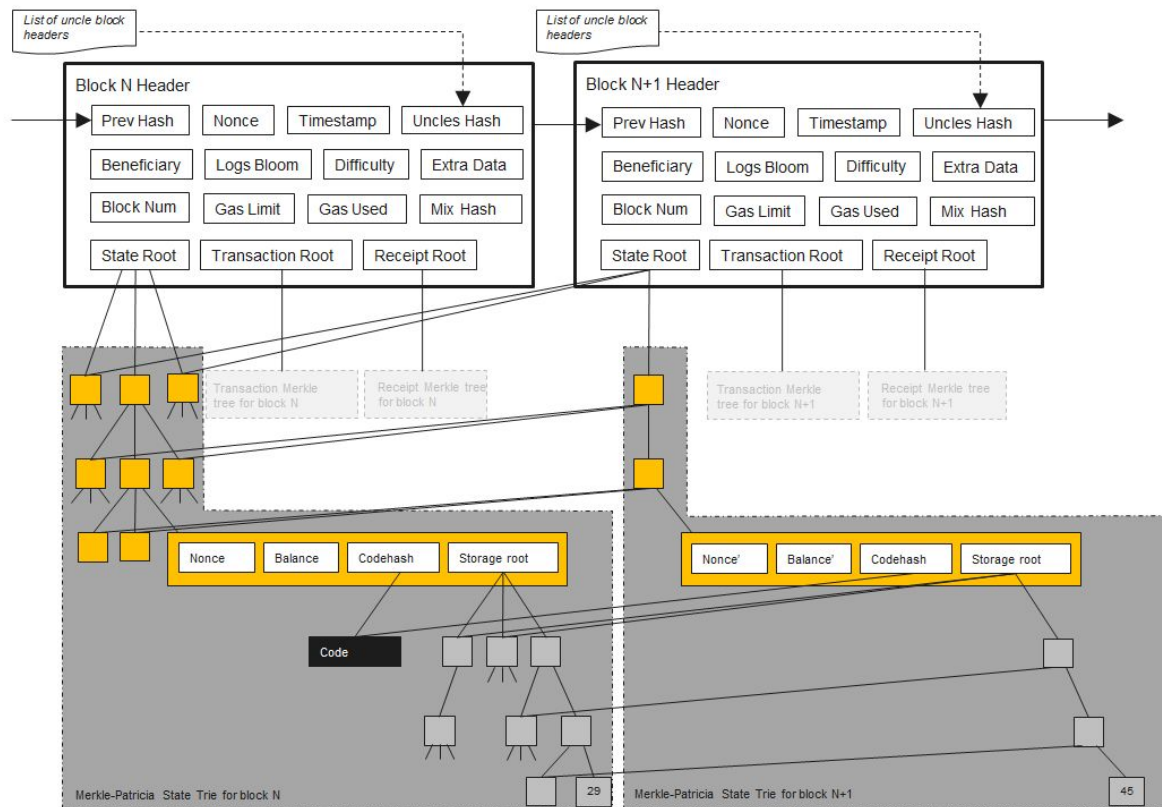 List of uncle block
headers
List of uncle block
headers
Block N Header
Prev Hash
Nonce
Timestamp
Uncles Hash
Beneficiary
Logs Bloom
Difficulty
Extra Data
Block Num
Gas Limit
Gas Used
Mix Hash
State Root
Transaction Root
Receipt Root
Block N+1 Header
Prev Hash
Nonce
Timestamp
Uncles Hash
Beneficiary
Logs Bloom
Difficulty
Extra Data
Block Num
Gas Limit
Gas Used
Mix Hash
State Root
Transaction Root
Receipt Root
Transaction Merkle
tree for block N
Receipt Merkle tree
for block N
Transaction Merkle
tree for block N+1
Receipt Merkle tree
for block N+1
Nonce
Balance
Codehash
Storage root
Nonce'
Balance'
Codehash
Storage root
Code
29
45
Merkle-Patricia State Trie for block N
Merkle-Patricia State Trie for block N+1